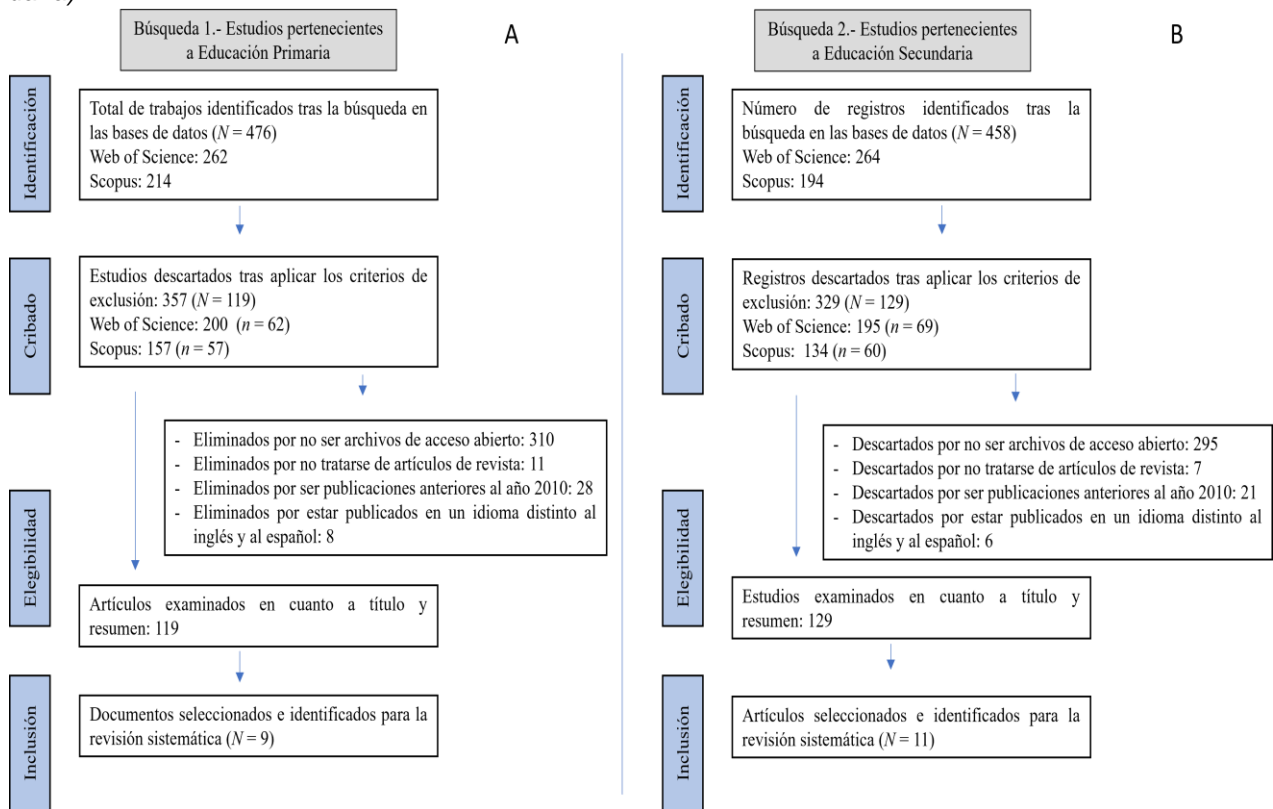 Búsqueda 1.- Estudios pertenecientes
a Educación Primaria
A
Identificación
Total de trabajos identificados tras la búsqueda en
las bases de datos (N = 476)
Web of Science: 262
Scopus: 214
Cribado
Estudios descartados tras aplicar los criterios de
exclusión: 357 (N = 119)
Web of Science: 200 (n = 62)
Scopus: 157 (n = 57)
- Eliminados por no ser archivos de acceso abierto: 310
- Eliminados por no tratarse de artículos de revista: 11
- Eliminados por ser publicaciones anteriores al año 2010: 28
- Eliminados por estar publicados en un idioma distinto al
inglés y al español: 8
Elegibilidad
Artículos examinados en cuanto a título y
resumen: 119
Inclusión
Documentos seleccionados e identificados para la
revisión sistemática (N = 9)
Búsqueda 2.- Estudios pertenecientes
a Educación Secundaria
B
Identificación
Número de registros identificados tras la
búsqueda en las bases de datos (N = 458)
Web of Science: 264
Scopus: 194
Cribado
Registros descartados tras aplicar los criterios de
exclusión: 329 (N = 129)
Web of Science: 195 (n = 69)
Scopus: 134 (n = 60)
- Descartados por no ser archivos de acceso abierto: 295
- Descartados por no tratarse de artículos de revista: 7
- Descartados por ser publicaciones anteriores al año 2010: 21
- Descartados por estar publicados en un idioma distinto al
inglés y al español: 6
Elegibilidad
Estudios examinados en cuanto a título y
resumen: 129
Inclusión
Artículos seleccionados e identificados para la
revisión sistemática (N = 11)